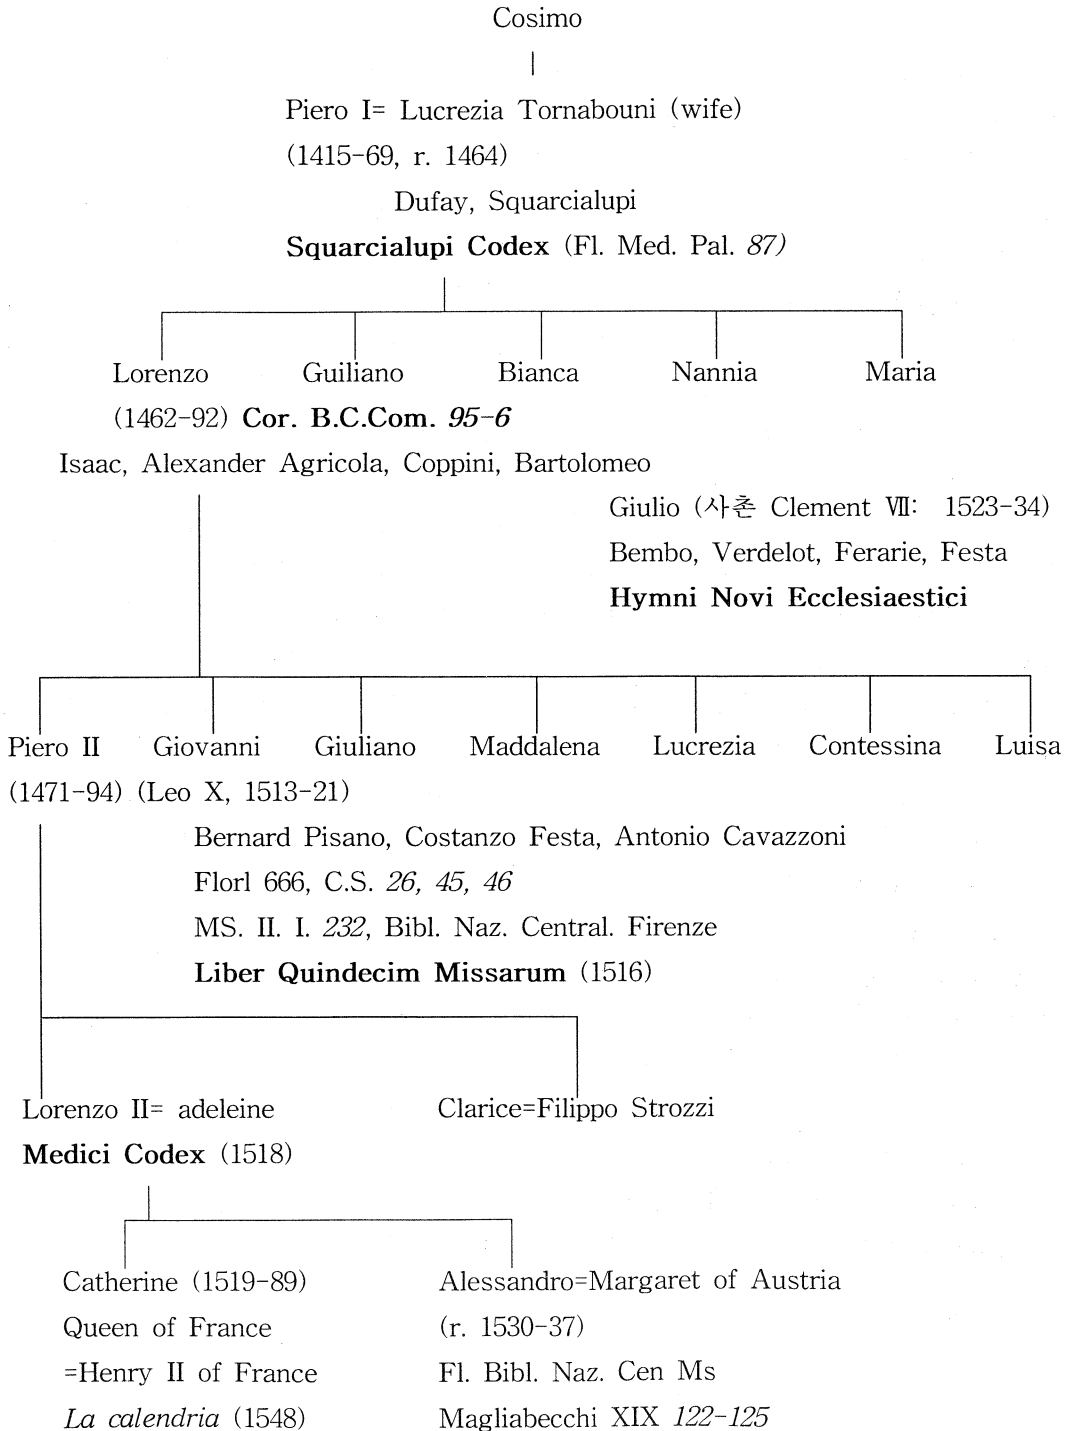 Cosimo
Piero I= Lucrezia Tornabouni (wife)
(1415-69, r. 1464)
Dufay, Squarcialupi
Squarcialupi Codex (Fl. Med. Pal. 87)
Lorenzo Guiliano Bianca Nannia Maria
(1462-92) Cor. B.C.Com. 95-6
Isaac, Alexander Agricola, Coppini, Bartolomeo
Giulio (사촌 Clement Ⅶ: 1523-34)
Bembo, Verdelot, Ferarie, Festa
Hymni Novi Ecclesiaestici
Piero Ⅱ Giovanni Giuliano Maddalena Lucrezia Contessina Luisa
(1471-94) (Leo X, 1513-21)
Bernard Pisano, Costanzo Festa, Antonio Cavazzoni
Florl 666, C.S. 26, 45, 46
MS. Ⅱ. I. 232, Bibl. Naz. Central. Firenze
Liber Quindecim Missarum (1516)
Lorenzo Ⅱ= adeleine Clarice=Filippo Strozzi
Medici Codex (1518)
Catherine (1519-89) Alessandro=Margaret of Austria
Queen of France (r. 1530-37)
=Henry Ⅱ of France Fl. Bibl. Naz. Cen Ms
La calendria (1548) Magliabecchi XIX 122-125